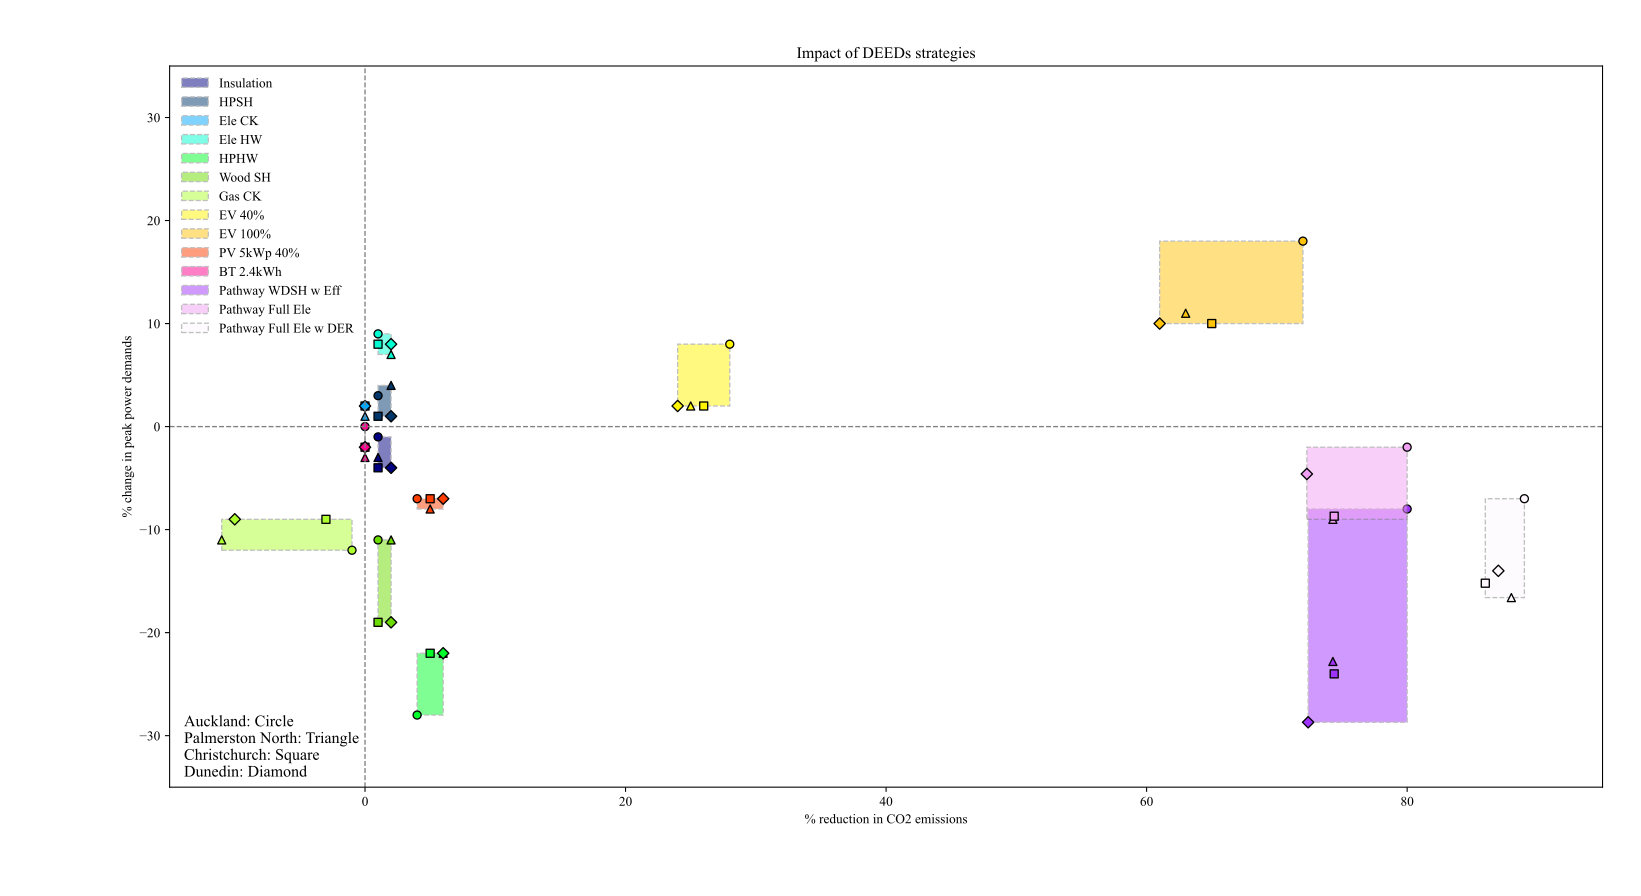 Impact of DEEDs strategies
Insulation
HPSH
Ele CK
Ele HW
HPHW
Wood SH
Gas CK
EV 40%
EV 100%
PV 5kWp 40%
BT 2.4kWh
Pathway WDSH w Eff
Pathway Full Ele
Pathway Full Ele w DER
% change in peak power demands
30
20
10
0
−10
−20
−30
Auckland: Circle
Palmerston North: Triangle
Christchurch: Square
Dunedin: Diamond
0 20 40 60 80
% reduction in CO2 emissions